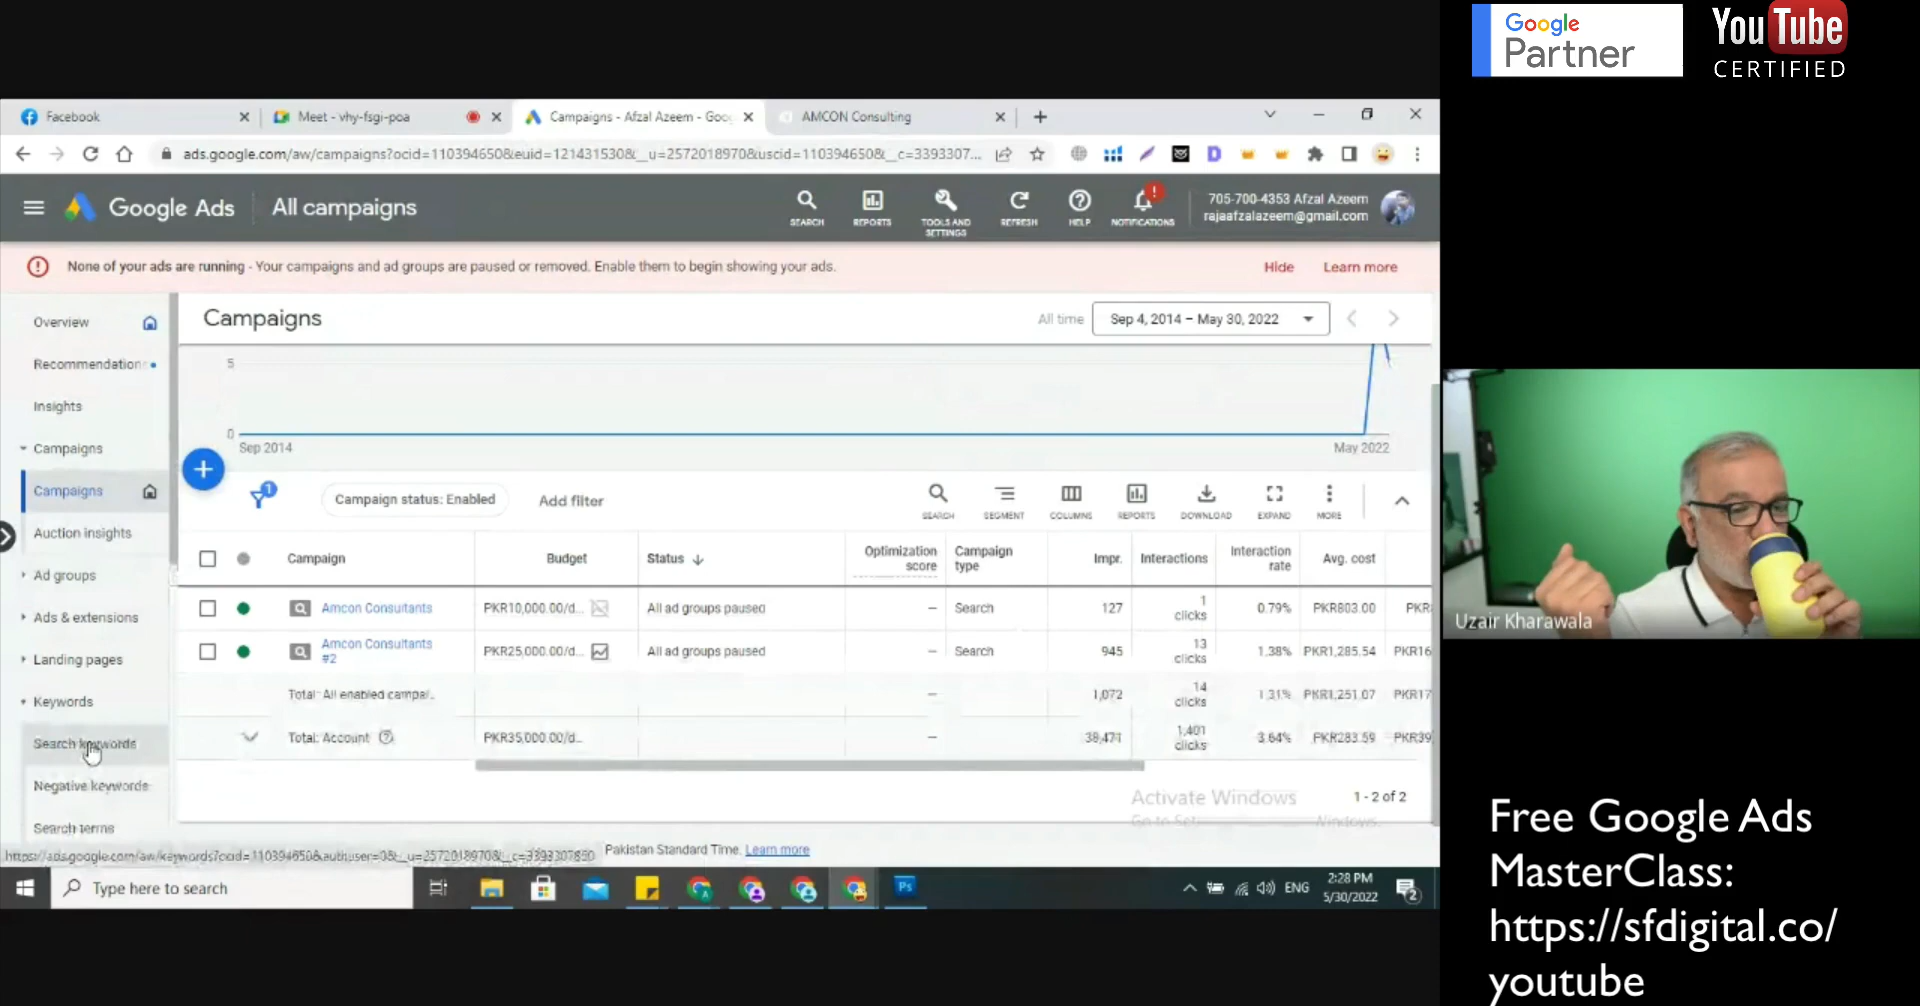 Google
Partner
YouTube
CERTIFIED
Facebook
Meet - vhy-fsgi-poa
Campaigns - Afzal Azeem - Goo
AMCON Consulting
ads.google.com/aw/campaigns?ocid=110394650&euid=121431530&__u=2572018970&uscid=110394650&__c=3393307...
Google Ads
All campaigns
SEARCH
REPORTS
TOOLS AND SETTINGS
REFRESH
HELP
NOTIFICATIONS
705-700-4353 Afzal Azeem
rajaafzalazeem@gmail.com
None of your ads are running - Your campaigns and ad groups are paused or removed. Enable them to begin showing your ads.
Hide
Learn more
Overview
Recommendation
Insights
Campaigns
Campaigns
Auction insights
Ad groups
Ads & extensions
Landing pages
Keywords
Search keywords
Negative keywords
Search terms
Campaigns
All time
Sep 4, 2014 – May 30, 2022
5
0
Sep 2014
May 2022
1
Campaign status: Enabled
Add filter
SEARCH
SEGMENT
COLUMNS
REPORTS
DOWNLOAD
EXPAND
MORE
Campaign Budget Status Optimization score Campaign type Impr. Interactions Interaction rate Avg. cost
Amcon Consultants PKR10,000.00/d... All ad groups paused – Search 127 1 clicks 0.79% PKR803.00 PKR
Amcon Consultants #2 PKR25,000.00/d... All ad groups paused – Search 945 13 clicks 1.38% PKR1,285.54 PKR16
Total: All enabled campai.. – 1,072 14 clicks 1.31% PKR1,251.07 PKR17
Total: Account PKR35,000.00/d... – 38,471 1,401 clicks 3.64% PKR283.59 PKR39
Activate Windows
Windows.
1 - 2 of 2
Pakistan Standard Time. Learn more
Type here to search
Ps
ENG
2:28 PM
5/30/2022
2
Uzair Kharawala
Free Google Ads
MasterClass:
https://sfdigital.co/
youtube